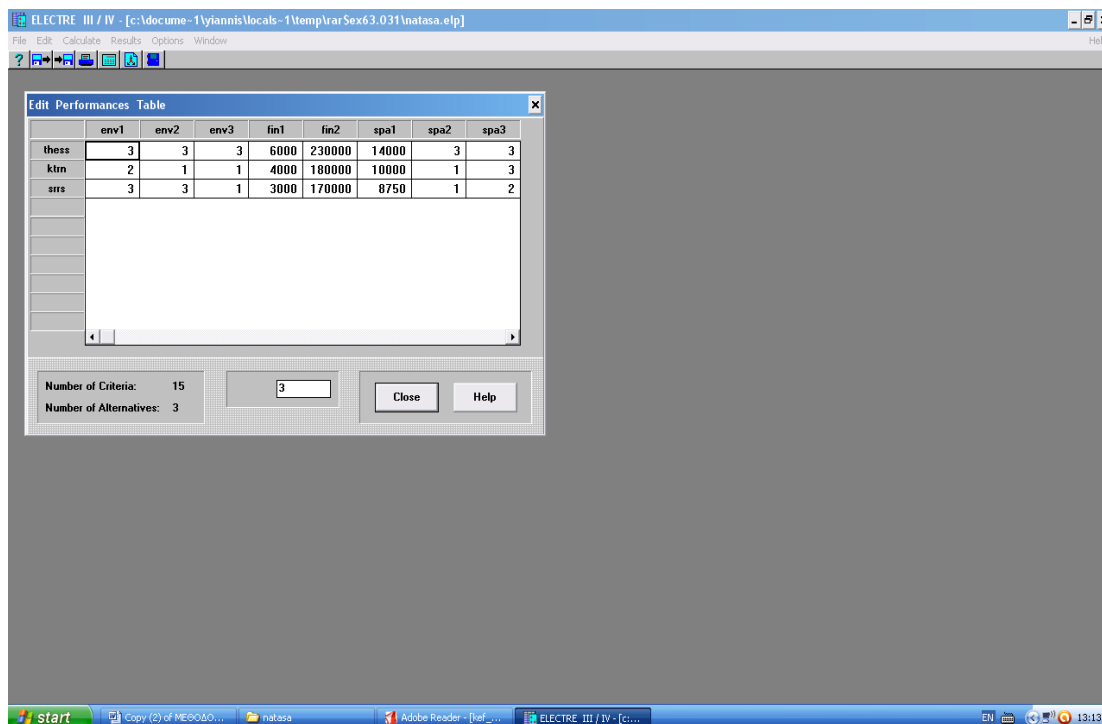 ELECTRE III / IV - [c:\docume~1\yiannis\locals~1\temp\rar$ex63.031\natasa.elp]
File Edit Calculate Results Options Window Hel
?
Edit Performances Table
env1 env2 env3 fin1 fin2 spa1 spa2 spa3
thess 3 3 3 6000 230000 14000 3 3
ktrn 2 1 1 4000 180000 10000 1 3
srrs 3 3 1 3000 170000 8750 1 2
Number of Criteria: 15
Number of Alternatives: 3
3
Close Help
start Copy (2) of ΜΕΘΟΔΟ... natasa Adobe Reader - [kef_... ELECTRE III / IV - [c:... EN 13:13